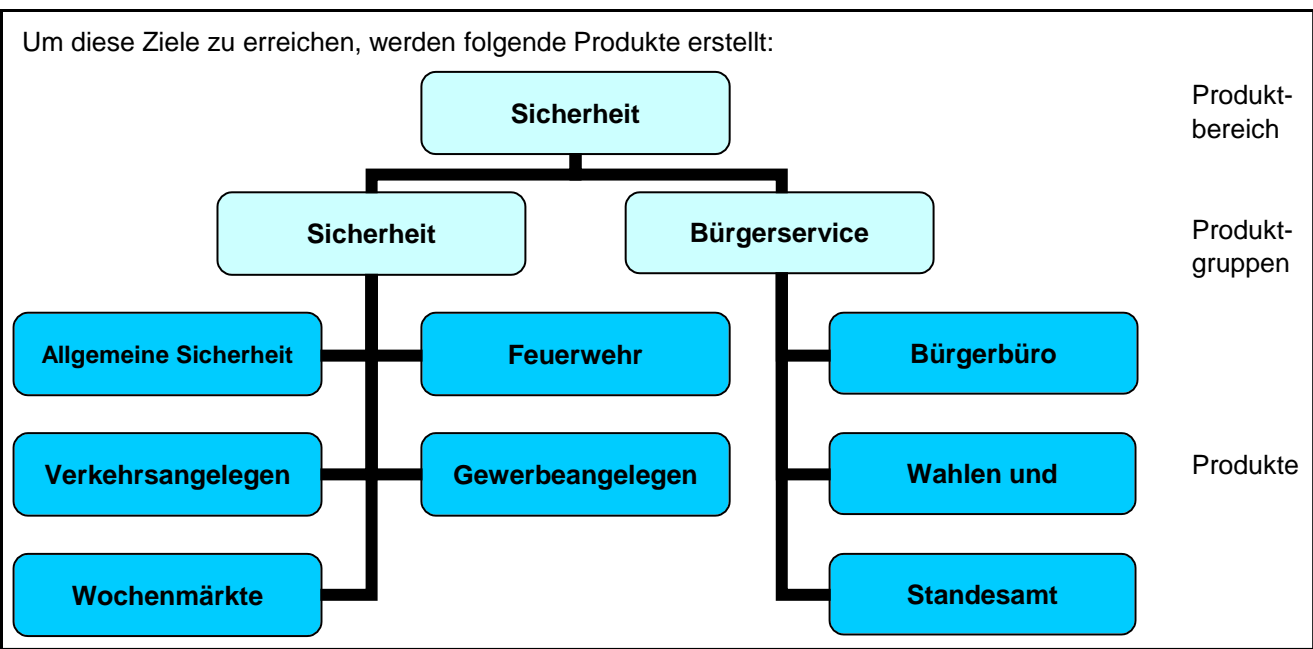 Um diese Ziele zu erreichen, werden folgende Produkte erstellt:
Sicherheit
Produkt-
bereich
Sicherheit
Bürgerservice
Produkt-
gruppen
Allgemeine Sicherheit
Feuerwehr
Bürgerbüro
Verkehrsangelegen
Gewerbeangelegen
Wahlen und
Produkte
Wochenmärkte
Standesamt